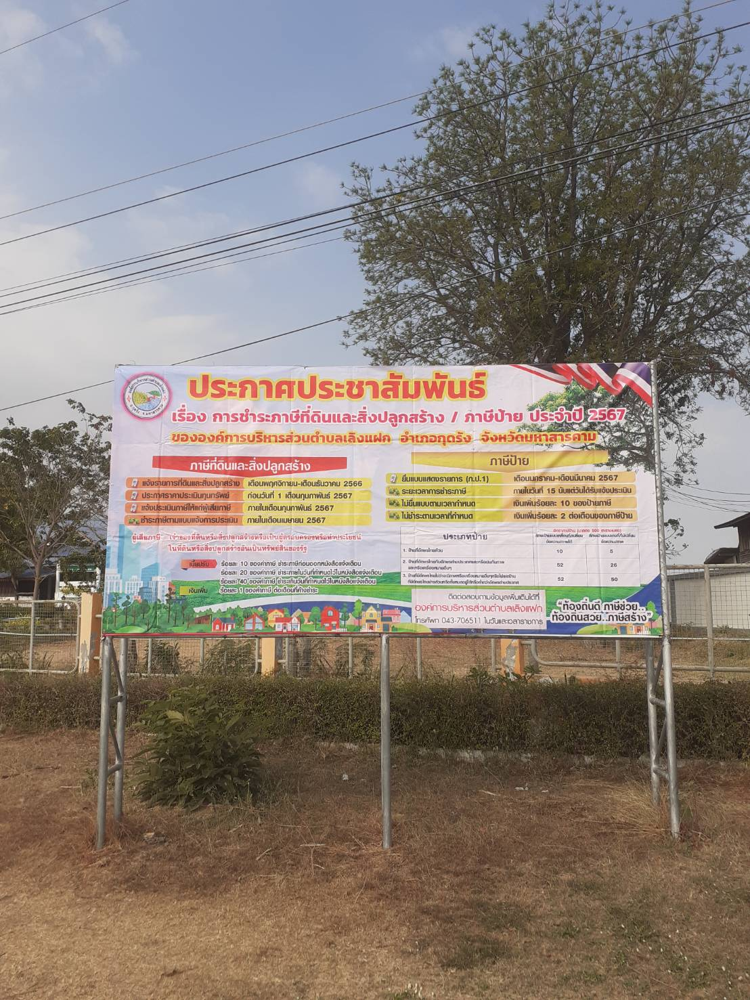 ประกาศประชาสัมพันธ์
เรื่อง การชำระภาษีที่ดินและสิ่งปลูกสร้าง / ภาษีป้าย ประจำปี 2567
ขององค์การบริหารส่วนตำบลเลิงแฝก อำเภอกุดรัง จังหวัดมหาสารคาม
ภาษีที่ดินและสิ่งปลูกสร้าง
แจ้งรายการที่ดินและสิ่งปลูกสร้าง เดือนพฤศจิกายน-เดือนธันวาคม 2566
ประกาศราคาประเมินทุนทรัพย์ ก่อนวันที่ 1 เดือนกุมภาพันธ์ 2567
แจ้งประเมินภาษีให้แก่ผู้เสียภาษี ภายในเดือนกุมภาพันธ์ 2567
ชำระภาษีตามแบบแจ้งการประเมิน ภายในเดือนเมษายน 2567
ผู้เสียภาษี เจ้าของที่ดินหรือสิ่งปลูกสร้างหรือเป็นผู้ครอบครองหรือทำประโยชน์
ในที่ดินหรือสิ่งปลูกสร้างอันเป็นทรัพย์สินของรัฐ
เบี้ยปรับ ร้อยละ 10 ของค่าภาษี ชำระภาษีก่อนออกหนังสือแจ้งเตือน
ร้อยละ 20 ของค่าภาษี ชำระภายในวันที่กำหนดไว้ในหนังสือแจ้งเตือน
ร้อยละ 40 ของค่าภาษี ชำระเกินวันที่กำหนดไว้ในหนังสือแจ้งเตือน
เงินเพิ่ม ร้อยละ 1 ของค่าภาษี ต่อเดือนที่ค้างชำระ
ภาษีป้าย
ยื่นแบบแสดงรายการ (ภ.ป.1) เดือนมกราคม-เดือนมีนาคม 2567
ระยะเวลาการชำระภาษี ภายในวันที่ 15 นับแต่วันได้รับแจ้งประเมิน
ไม่ยื่นแบบตามเวลากำหนด เงินเพิ่มร้อยละ 10 ของป้ายภาษี
ไม่ชำระตามเวลาที่กำหนด เงินเพิ่มร้อยละ 2 ต่อเดือนของป้ายภาษี
ประเภทป้าย
1. ป้ายที่อักษรไทยล้วน 10 5
52 26
52 50
ติดต่อสอบถามข้อมูลเพิ่มเติมได้ที่
องค์การบริหารส่วนตำบลเลิงแฝก
โทรศัพท์ 043-706511 ในวันและเวลาราชการ
"ท้องถิ่นดี ภาษีช่วย..
ท้องถิ่นสวย..ภาษีสร้าง"